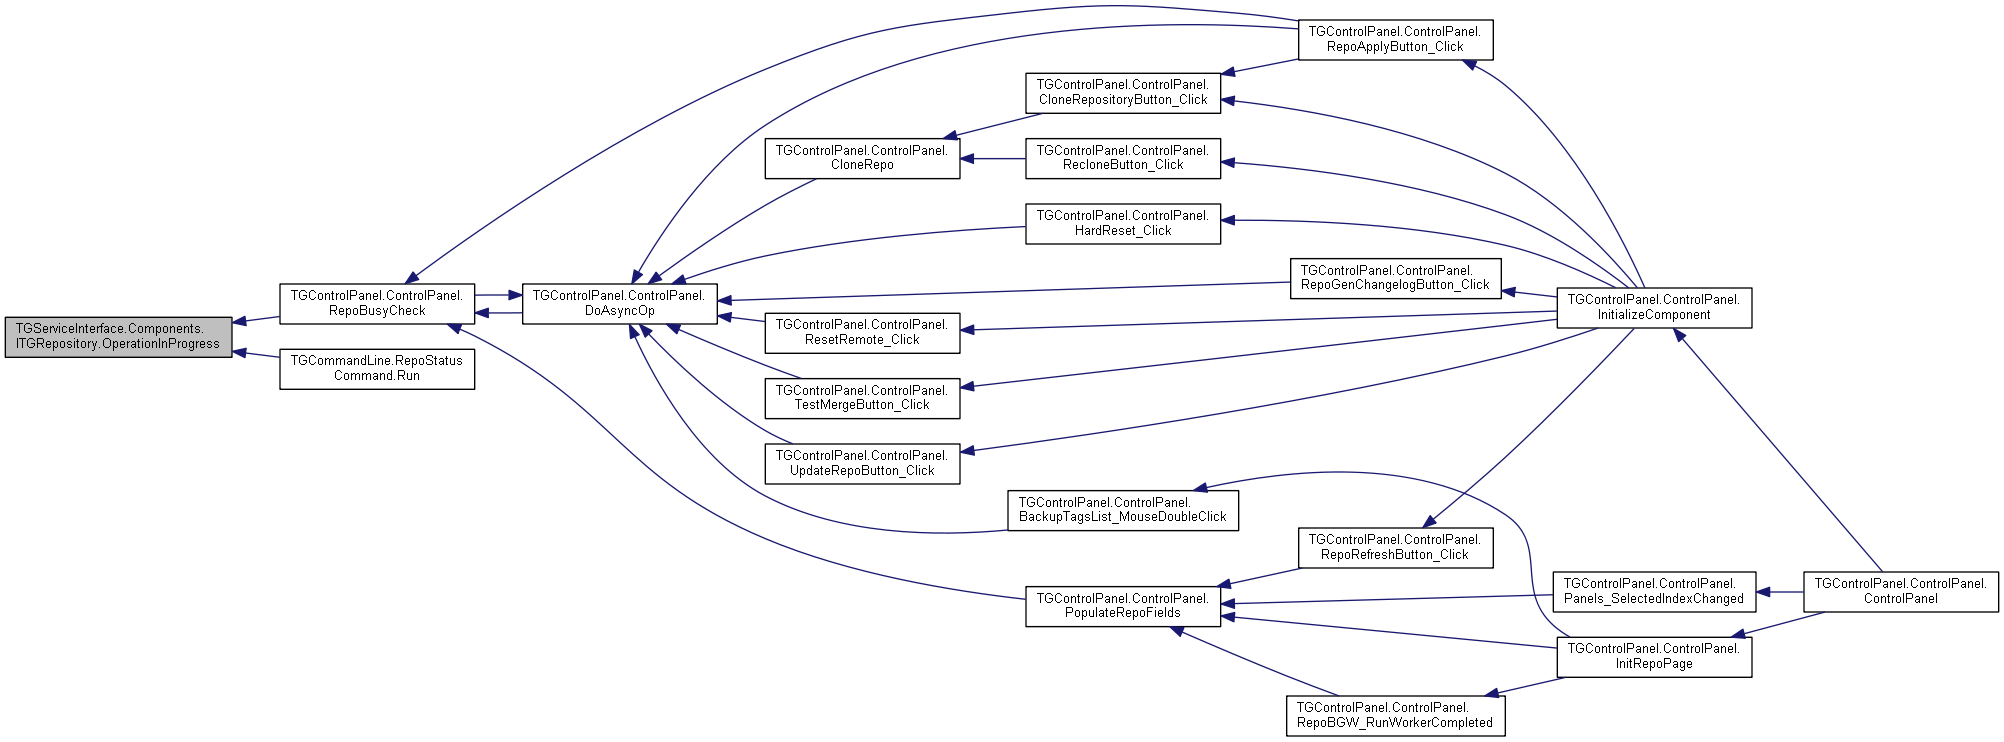 TGServiceInterface.Components.
ITGRepository.OperationInProgress
TGControlPanel.ControlPanel.
RepoBusyCheck
TGCommandLine.RepoStatus
Command.Run
TGControlPanel.ControlPanel.
DoAsyncOp
TGControlPanel.ControlPanel.
CloneRepo
TGControlPanel.ControlPanel.
ResetRemote_Click
TGControlPanel.ControlPanel.
TestMergeButton_Click
TGControlPanel.ControlPanel.
UpdateRepoButton_Click
TGControlPanel.ControlPanel.
CloneRepositoryButton_Click
TGControlPanel.ControlPanel.
RecloneButton_Click
TGControlPanel.ControlPanel.
HardReset_Click
TGControlPanel.ControlPanel.
BackupTagsList_MouseDoubleClick
TGControlPanel.ControlPanel.
PopulateRepoFields
TGControlPanel.ControlPanel.
RepoApplyButton_Click
TGControlPanel.ControlPanel.
RepoGenChangelogButton_Click
TGControlPanel.ControlPanel.
RepoRefreshButton_Click
TGControlPanel.ControlPanel.
RepoBGW_RunWorkerCompleted
TGControlPanel.ControlPanel.
InitializeComponent
TGControlPanel.ControlPanel.
Panels_SelectedIndexChanged
TGControlPanel.ControlPanel.
InitRepoPage
TGControlPanel.ControlPanel.
ControlPanel